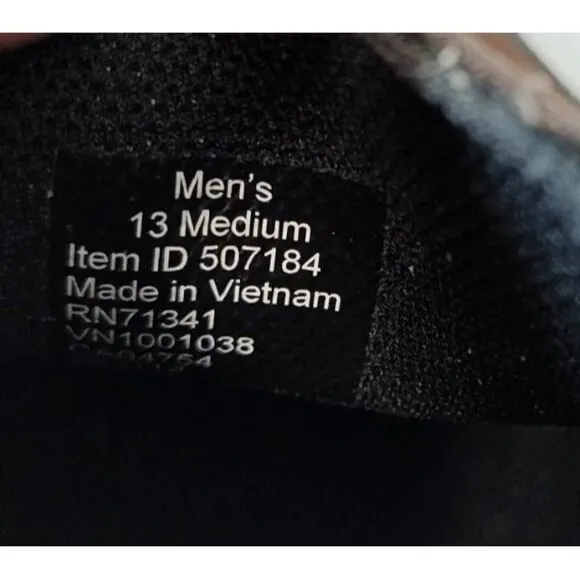 Men's
13 Medium
Item ID 507184
Made in Vietnam
RN71341
VN1001038